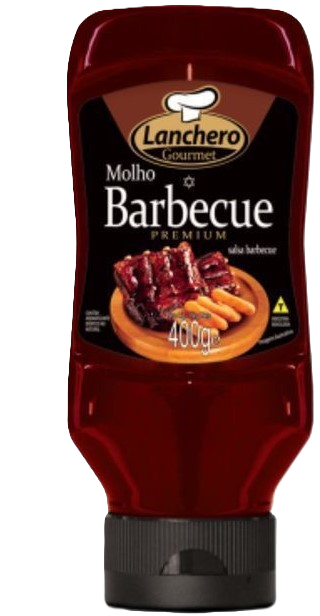 Lanchero
Gourmet
Molho
Barbecue
PREMIUM
salsa barbecue
400g
T